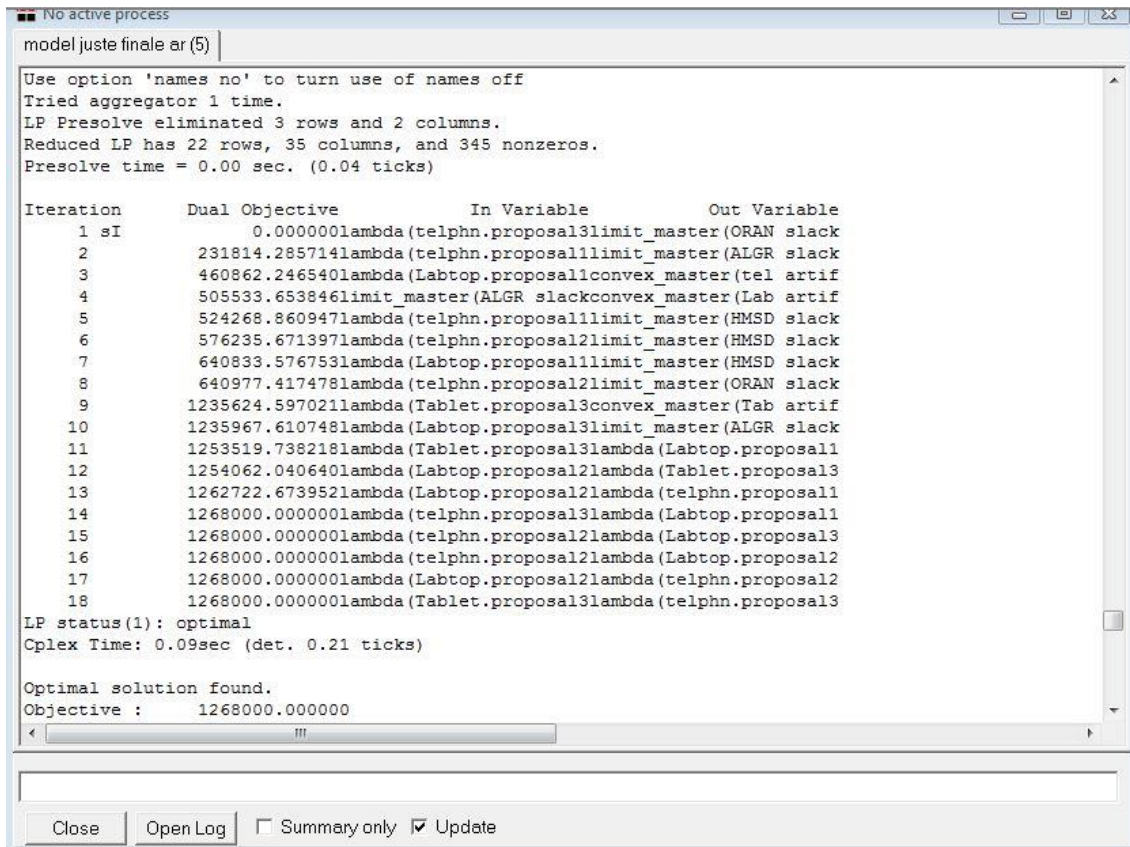 No active process
model juste finale ar (5)
Use option 'names no' to turn use of names off
Tried aggregator 1 time.
LP Presolve eliminated 3 rows and 2 columns.
Reduced LP has 22 rows, 35 columns, and 345 nonzeros.
Presolve time = 0.00 sec. (0.04 ticks)
Iteration Dual Objective In Variable Out Variable
1 sI 0.000000lambda(telphn.proposal3limit_master(ORAN slack
2 231814.285714lambda(telphn.proposal1limit_master(ALGR slack
3 460862.246540lambda(Labtop.proposal1convex_master(tel artif
4 505533.653846limit_master(ALGR slackconvex_master(Lab artif
5 524268.860947lambda(telphn.proposal1limit_master(HMSD slack
6 576235.671397lambda(telphn.proposal2limit_master(HMSD slack
7 640833.576753lambda(Labtop.proposal1limit_master(HMSD slack
8 640977.417478lambda(telphn.proposal2limit_master(ORAN slack
9 1235624.597021lambda(Tablet.proposal3convex_master(Tab artif
10 1235967.610748lambda(Labtop.proposal3limit_master(ALGR slack
11 1253519.738218lambda(Tablet.proposal3lambda(Labtop.proposal1
12 1254062.040640lambda(Labtop.proposal2lambda(Tablet.proposal3
13 1262722.673952lambda(Labtop.proposal2lambda(telphn.proposal1
14 1268000.000000lambda(telphn.proposal3lambda(Labtop.proposal1
15 1268000.000000lambda(telphn.proposal2lambda(Labtop.proposal3
16 1268000.000000lambda(telphn.proposal2lambda(Labtop.proposal2
17 1268000.000000lambda(Labtop.proposal2lambda(telphn.proposal2
18 1268000.000000lambda(Tablet.proposal3lambda(telphn.proposal3
LP status(1): optimal
Cplex Time: 0.09sec (det. 0.21 ticks)
Optimal solution found.
Objective : 1268000.000000
Close Open Log Summary only Update